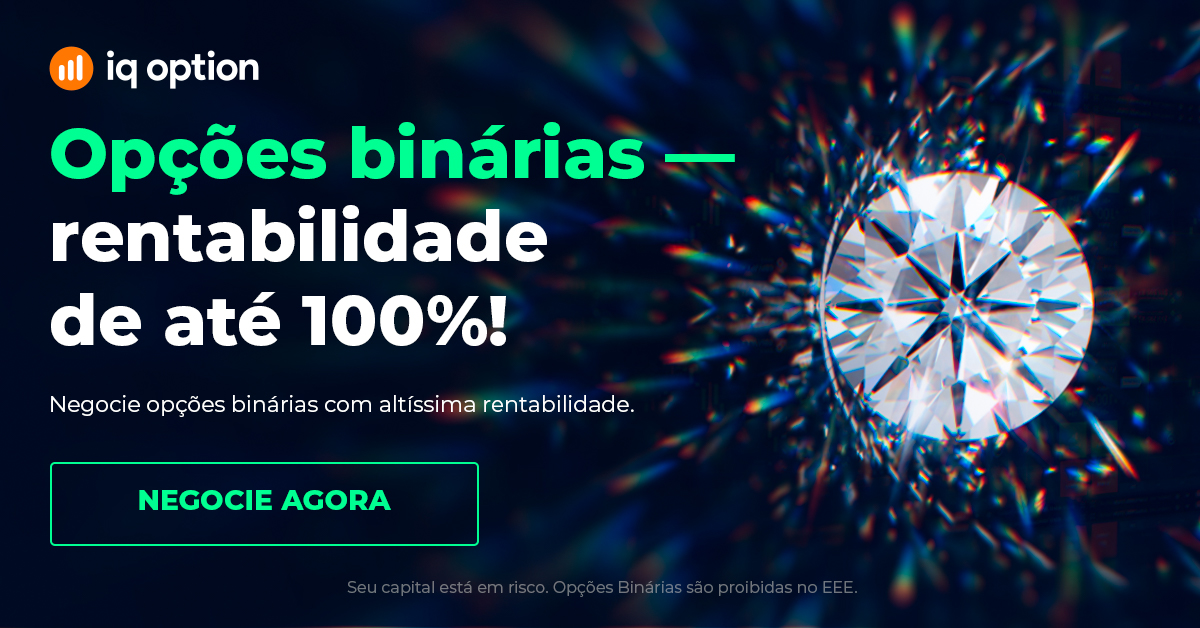 iq option
Opções binárias —
rentabilidade
de até 100%!
Negocie opções binárias com altíssima rentabilidade.
NEGOCIE AGORA
Seu capital está em risco. Opções Binárias são proibidas no EEE.